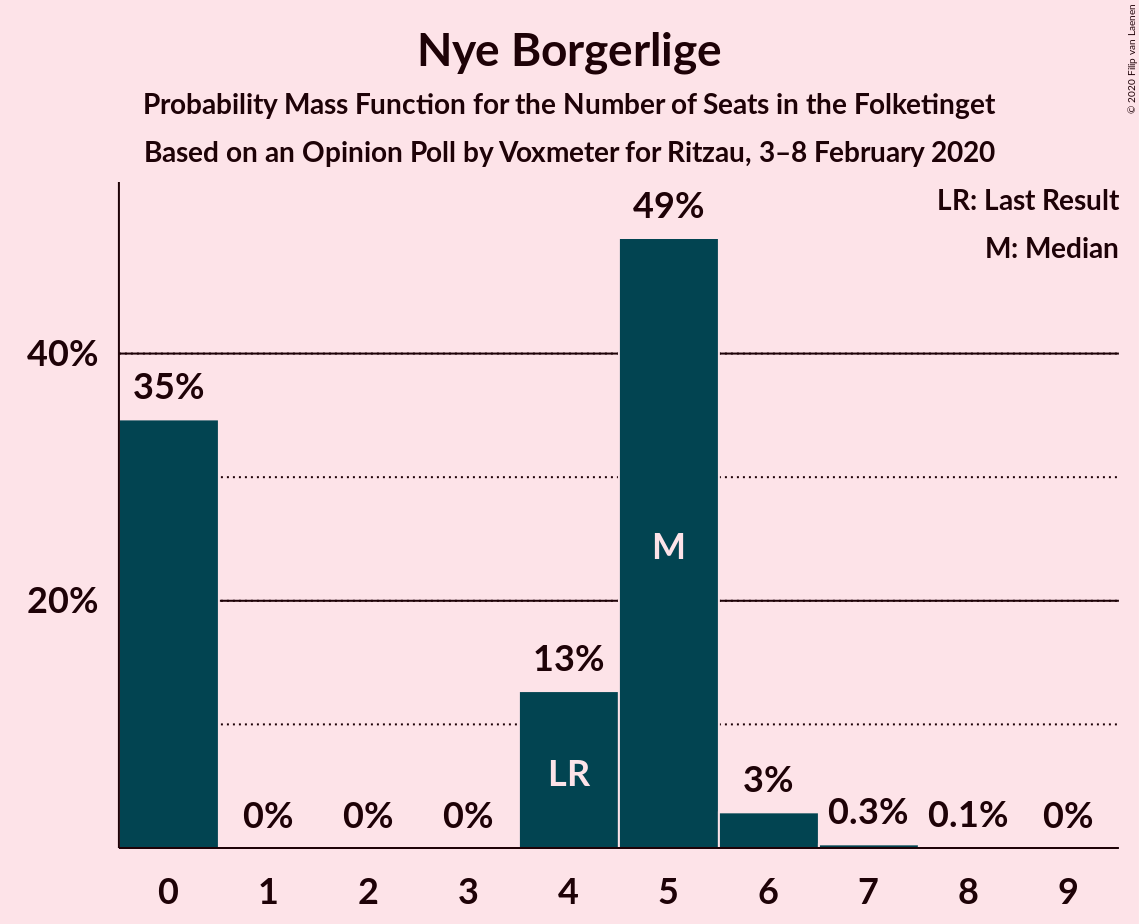 Nye Borgerlige
Probability Mass Function for the Number of Seats in the Folketinget
Based on an Opinion Poll by Voxmeter for Ritzau, 3–8 February 2020
© 2020 Filip van Laenen
LR: Last Result
M: Median
49%
40%
35%
M
20%
13%
LR
3%
0% 0% 0% 0.3% 0.1% 0%
0 1 2 3 4 5 6 7 8 9